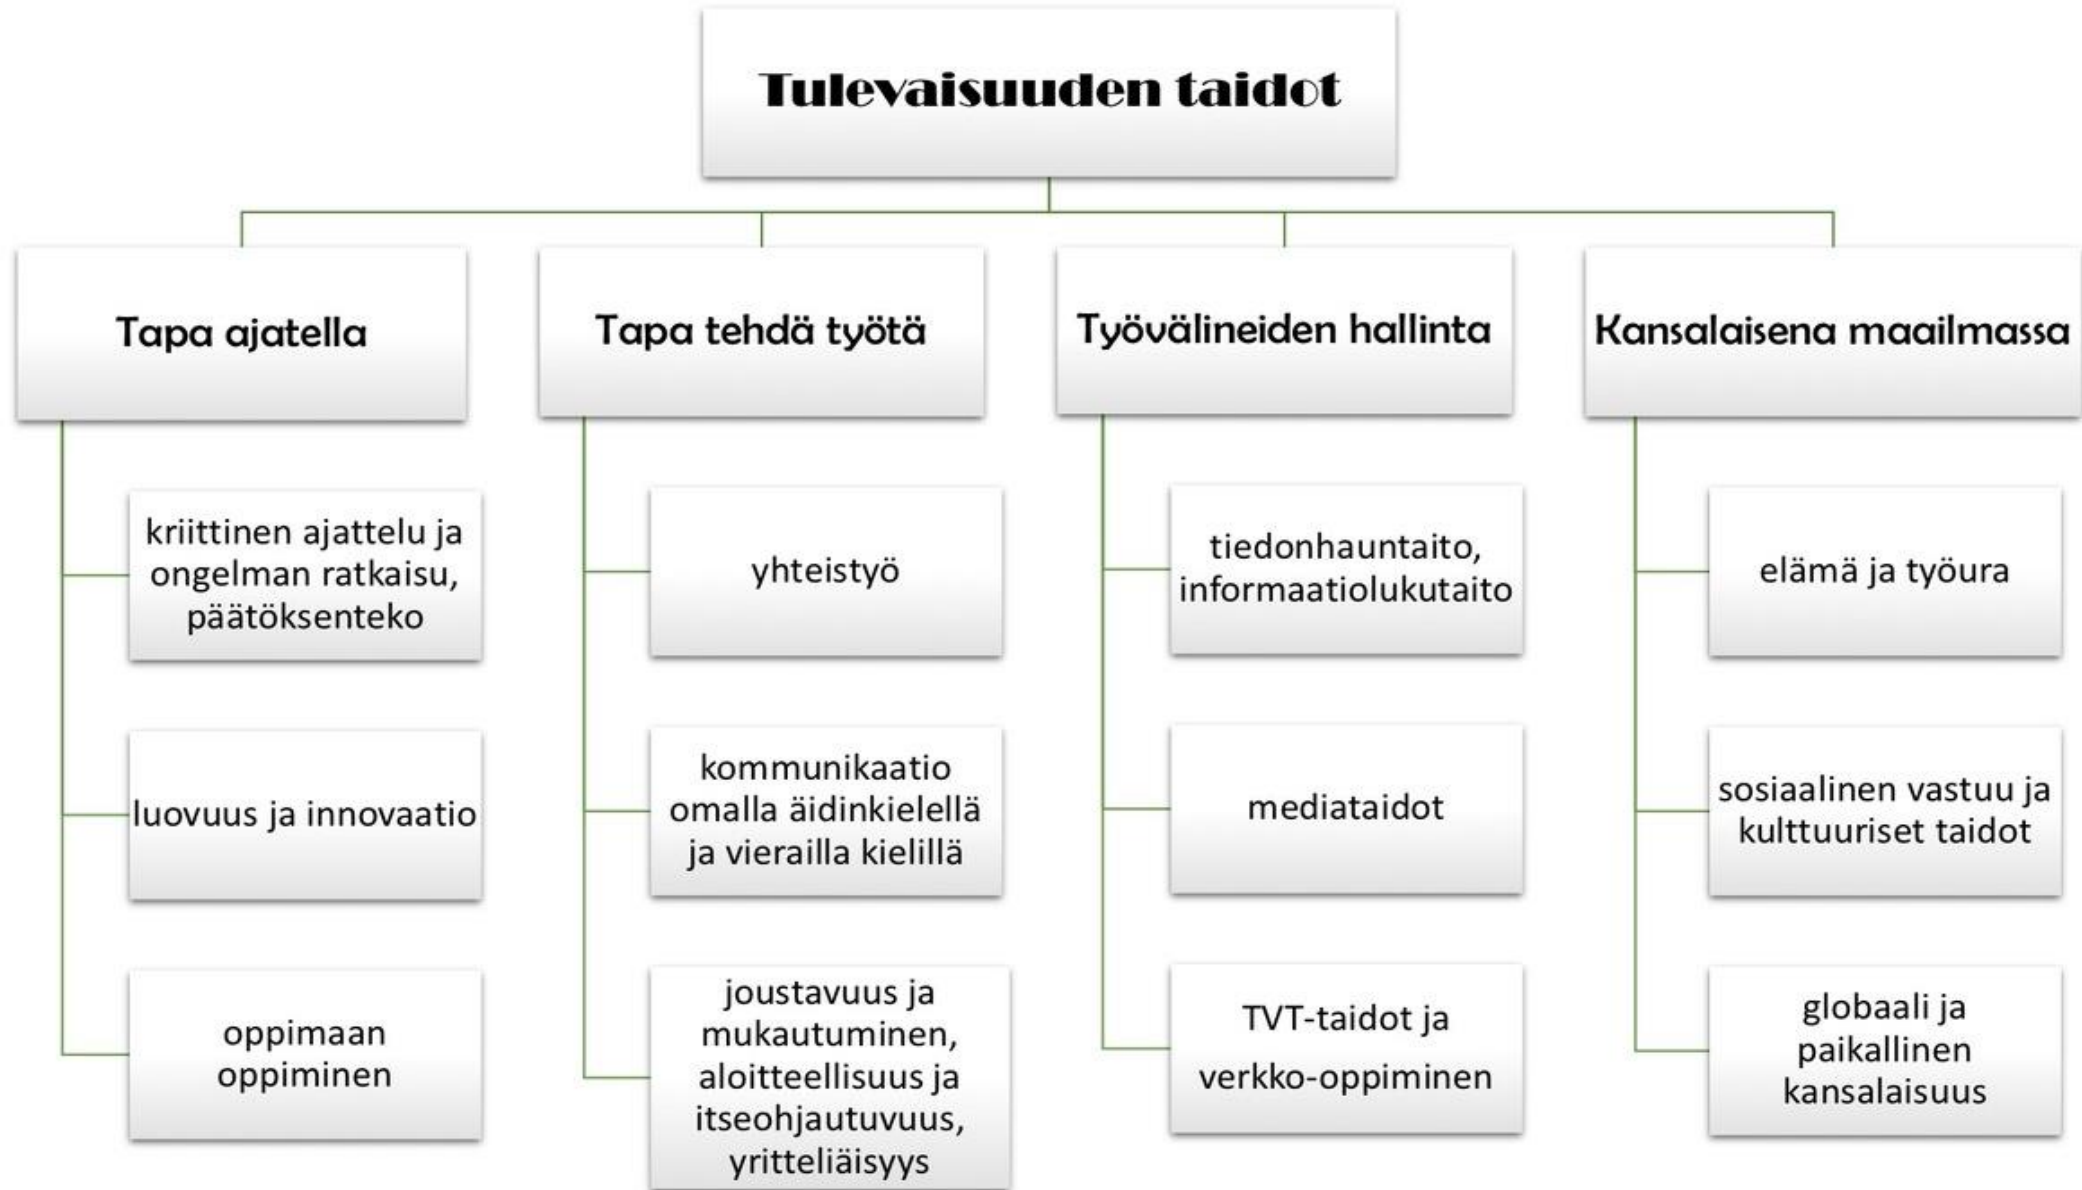 Tulevaisuuden taidot
Tapa ajatella
kriittinen ajattelu ja
ongelman ratkaisu,
päätöksenteko
luovuus ja innovaatio
oppimaan
oppiminen
Tapa tehdä työtä
yhteistyö
kommunikaatio
omalla äidinkielellä
ja vierailla kielillä
joustavuus ja
mukautuminen,
aloitteellisuus ja
itseohjautuvuus,
yritteliäisyys
Työvälineiden hallinta
tiedonhauntaito,
informaatiolukutaito
mediataidot
TVT-taidot ja
verkko-oppiminen
Kansalaisena maailmassa
elämä ja työura
sosiaalinen vastuu ja
kulttuuriset taidot
globaali ja
paikallinen
kansalaisuus